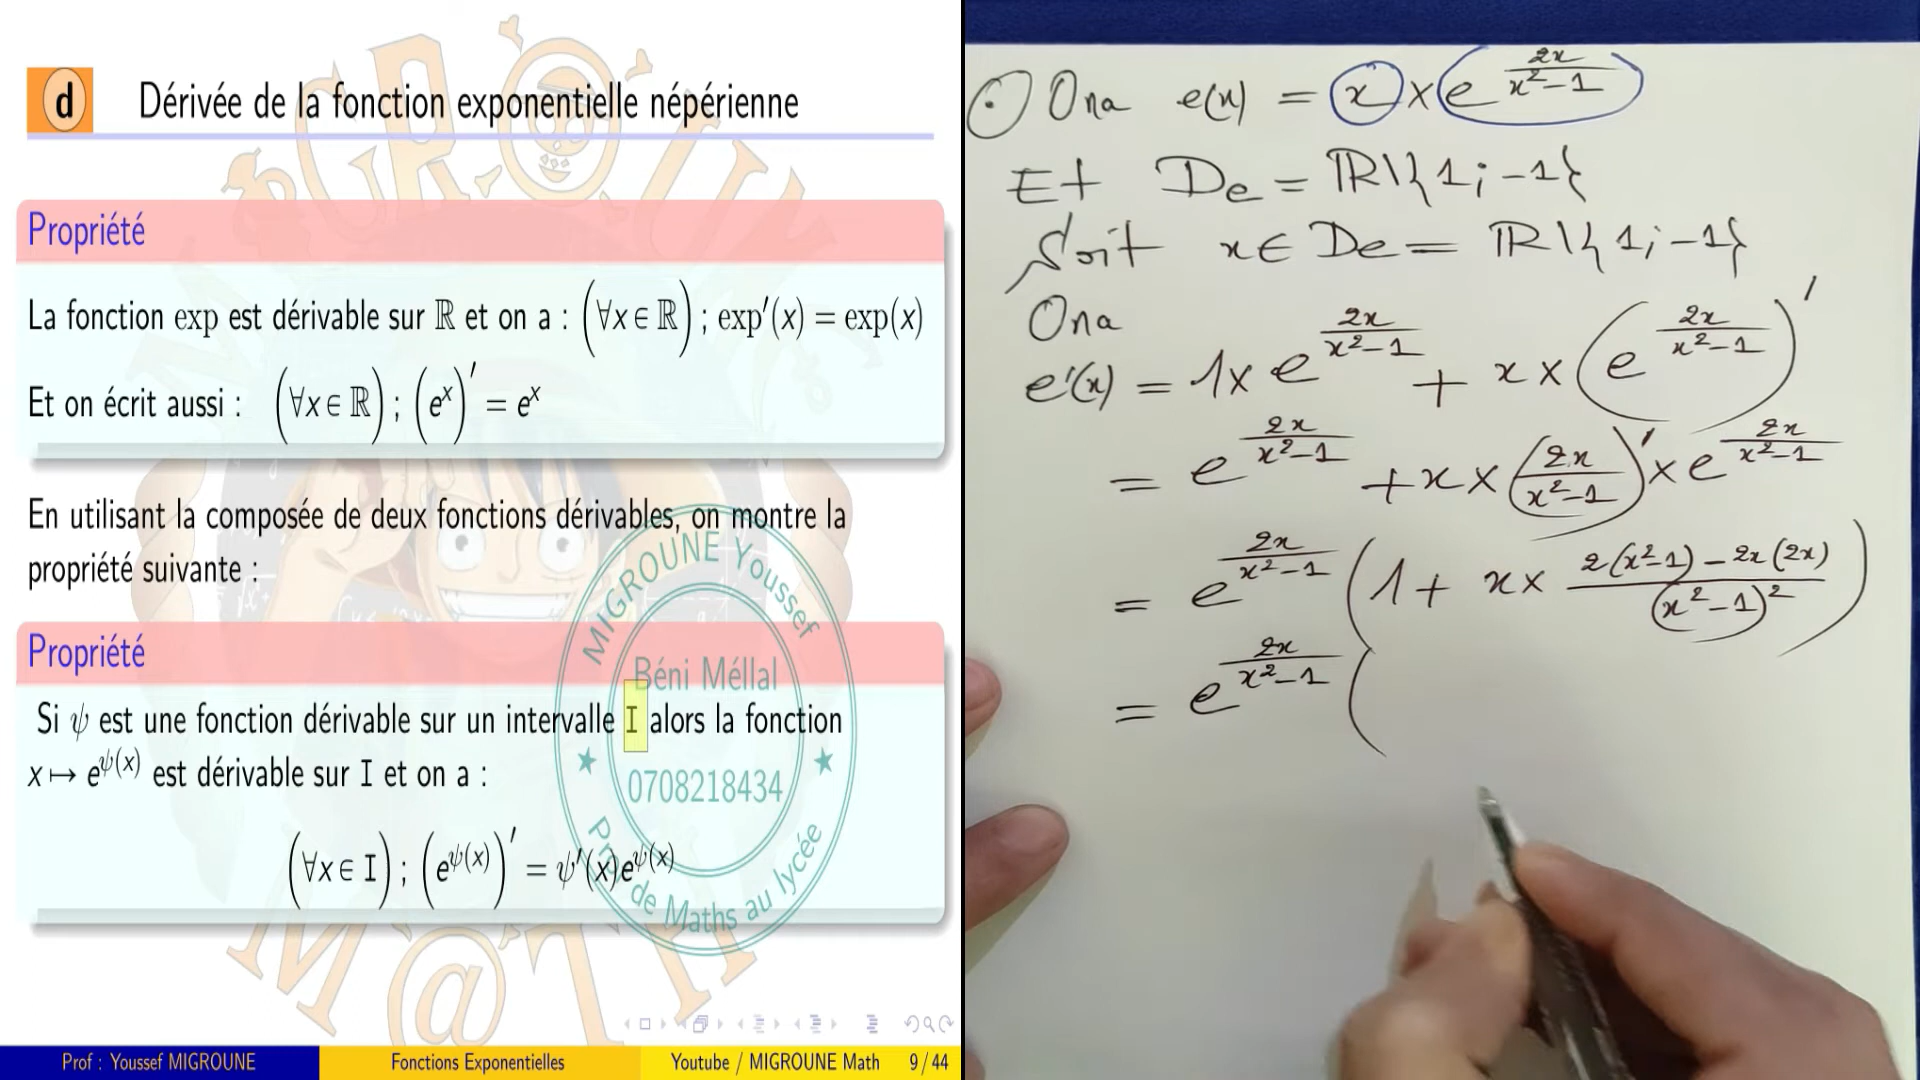 d Dérivée de la fonction exponentielle népérienne
Propriété
La fonction exp est dérivable sur ℝ et on a : (∀x ∈ ℝ) ; exp′(x) = exp(x)
Et on écrit aussi : (∀x ∈ ℝ) ; (e^x)′ = e^x
En utilisant la composée de deux fonctions dérivables, on montre la
propriété suivante :
Propriété
Si ψ est une fonction dérivable sur un intervalle I alors la fonction
x ↦ e^ψ(x) est dérivable sur I et on a :
(∀x ∈ I) ; (e^ψ(x))′ = ψ′(x)e^ψ(x)
MIGROUNE Youssef
Béni Méllal
0708218434
Prof de Maths au lycée
M@TH
Prof : Youssef MIGROUNE Fonctions Exponentielles Youtube / MIGROUNE Math 9 / 44
Ona e(x) = x × e^(2x/(x²-1))
Et De = ℝ\{1; -1}
Soit x ∈ De = ℝ\{1; -1}
Ona
e'(x) = 1 × e^(2x/(x²-1)) + x × (e^(2x/(x²-1)))'
= e^(2x/(x²-1)) + x × (2x/(x²-1))' × e^(2x/(x²-1))
= e^(2x/(x²-1)) (1 + x × (2(x²-1) - 2x(2x))/(x²-1)²)
= e^(2x/(x²-1)) (